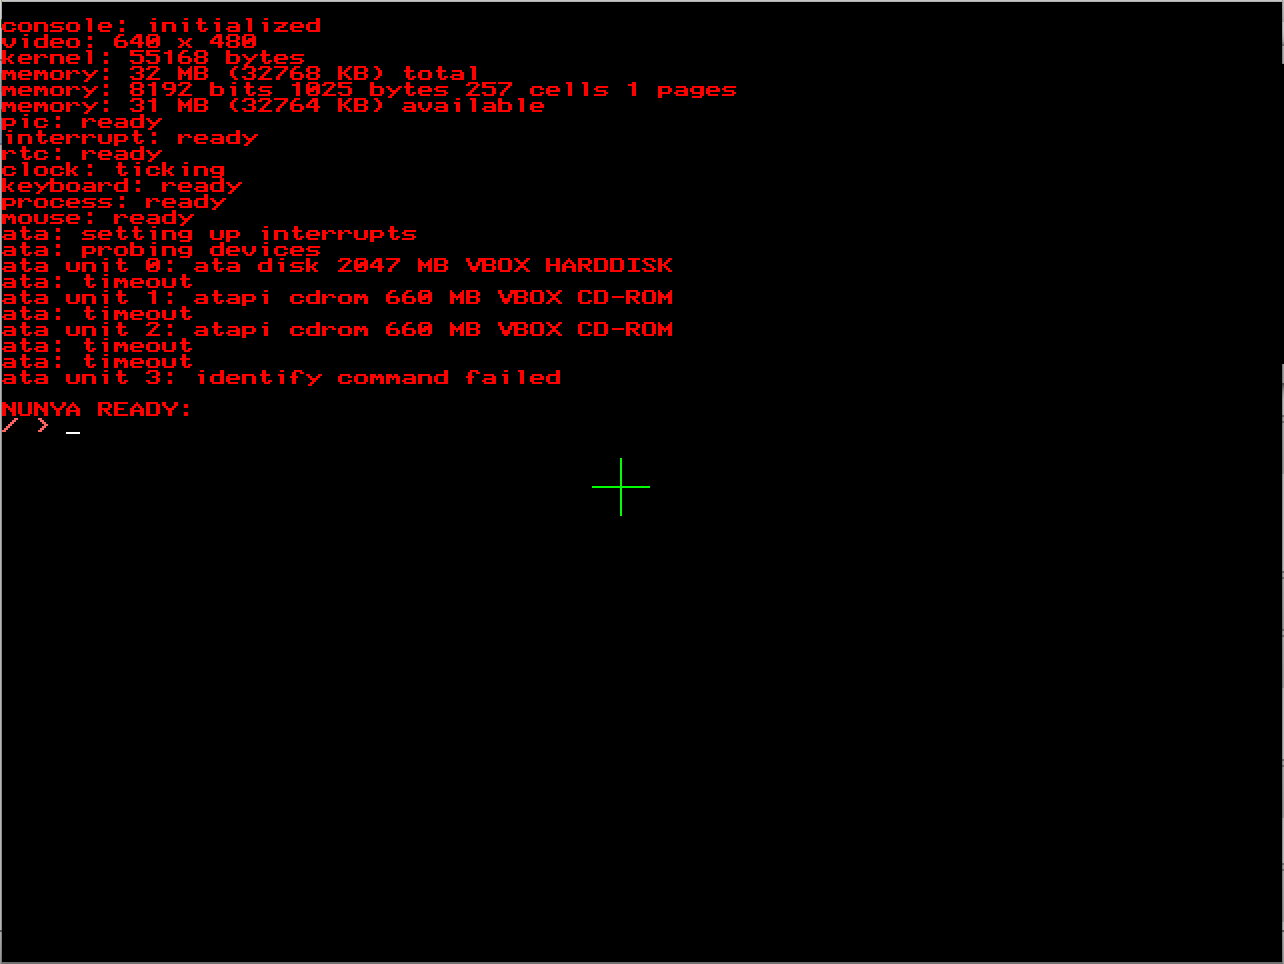 console: initialized
video: 640 x 480
kernel: 55168 bytes
memory: 32 MB (32768 KB) total
memory: 8192 bits 1025 bytes 257 cells 1 pages
memory: 31 MB (32764 KB) available
pic: ready
interrupt: ready
rtc: ready
clock: ticking
keyboard: ready
process: ready
mouse: ready
ata: setting up interrupts
ata: probing devices
ata unit 0: ata disk 2047 MB VBOX HARDDISK
ata: timeout
ata unit 1: atapi cdrom 660 MB VBOX CD-ROM
ata: timeout
ata unit 2: atapi cdrom 660 MB VBOX CD-ROM
ata: timeout
ata: timeout
ata unit 3: identify command failed
NUNYA READY:
/ > _